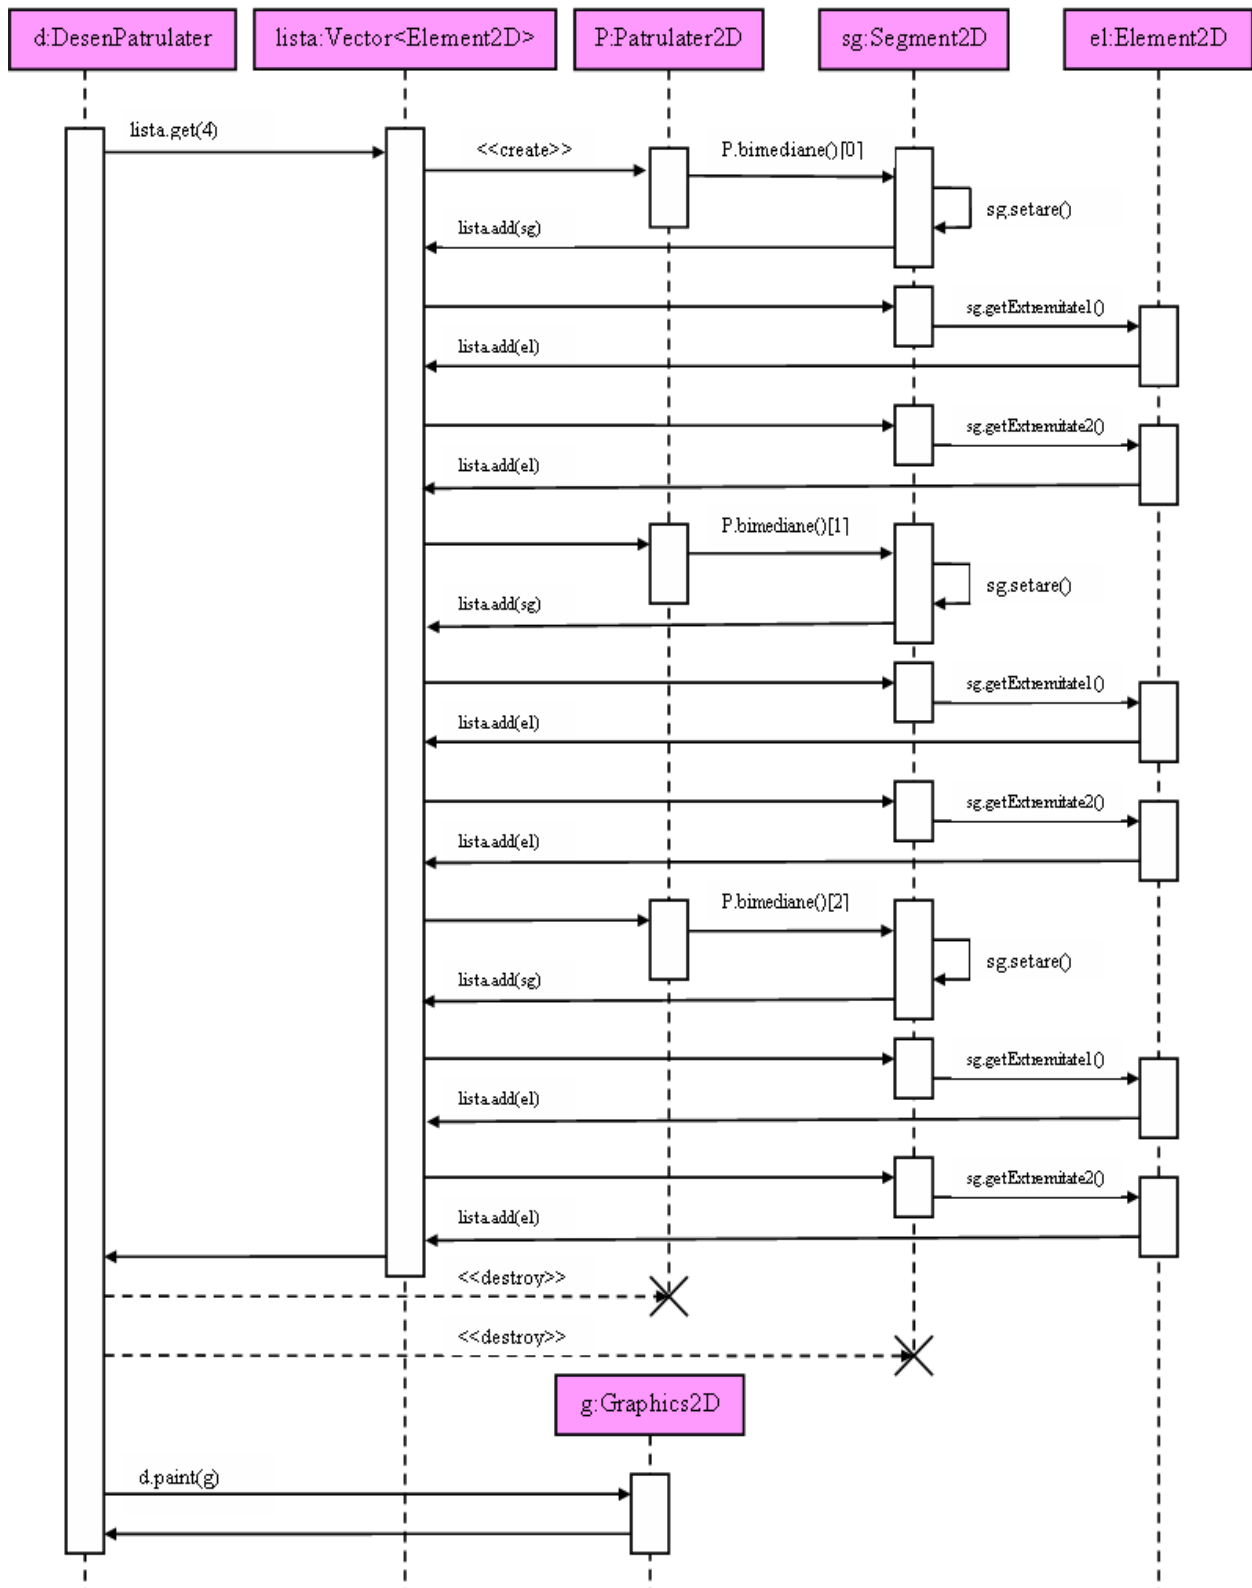 d:DesenPatrulater
lista:Vector<Element2D>
P:Patrulater2D
sg:Segment2D
el:Element2D
lista.get(4)
<<create>>
P.bimediane()[0]
sg.setare()
lista.add(sg)
sg.getExtremitate1()
lista.add(el)
sg.getExtremitate2()
lista.add(el)
P.bimediane()[1]
sg.setare()
lista.add(sg)
sg.getExtremitate1()
lista.add(el)
sg.getExtremitate2()
lista.add(el)
P.bimediane()[2]
sg.setare()
lista.add(sg)
sg.getExtremitate1()
lista.add(el)
sg.getExtremitate2()
lista.add(el)
<<destroy>>
<<destroy>>
g:Graphics2D
d.paint(g)